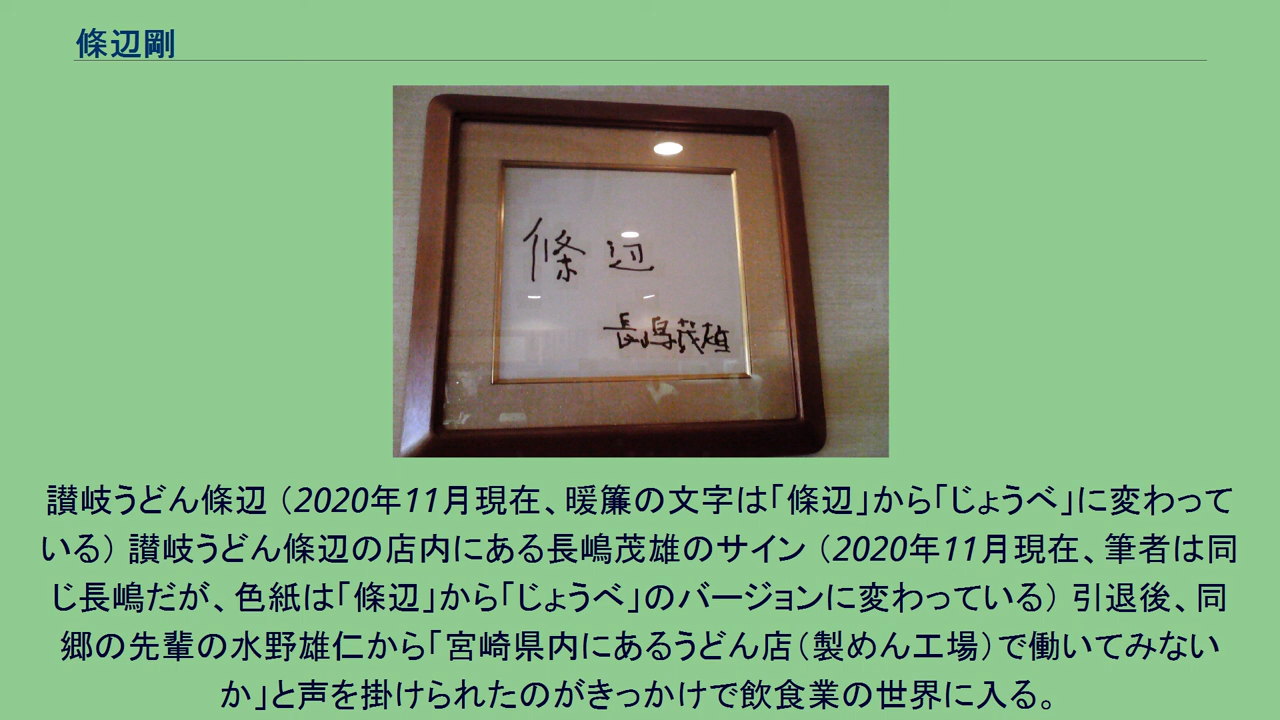 條辺剛
條辺
長嶋茂雄
讃岐うどん條辺（2020年11月現在、暖簾の文字は「條辺」から「じょうべ」に変わって
いる）讃岐うどん條辺の店内にある長嶋茂雄のサイン（2020年11月現在、筆者は同
じ長嶋だが、色紙は「條辺」から「じょうべ」のバージョンに変わっている）引退後、同
郷の先輩の水野雄仁から「宮崎県内にあるうどん店（製めん工場）で働いてみない
か」と声を掛けられたのがきっかけで飲食業の世界に入る。